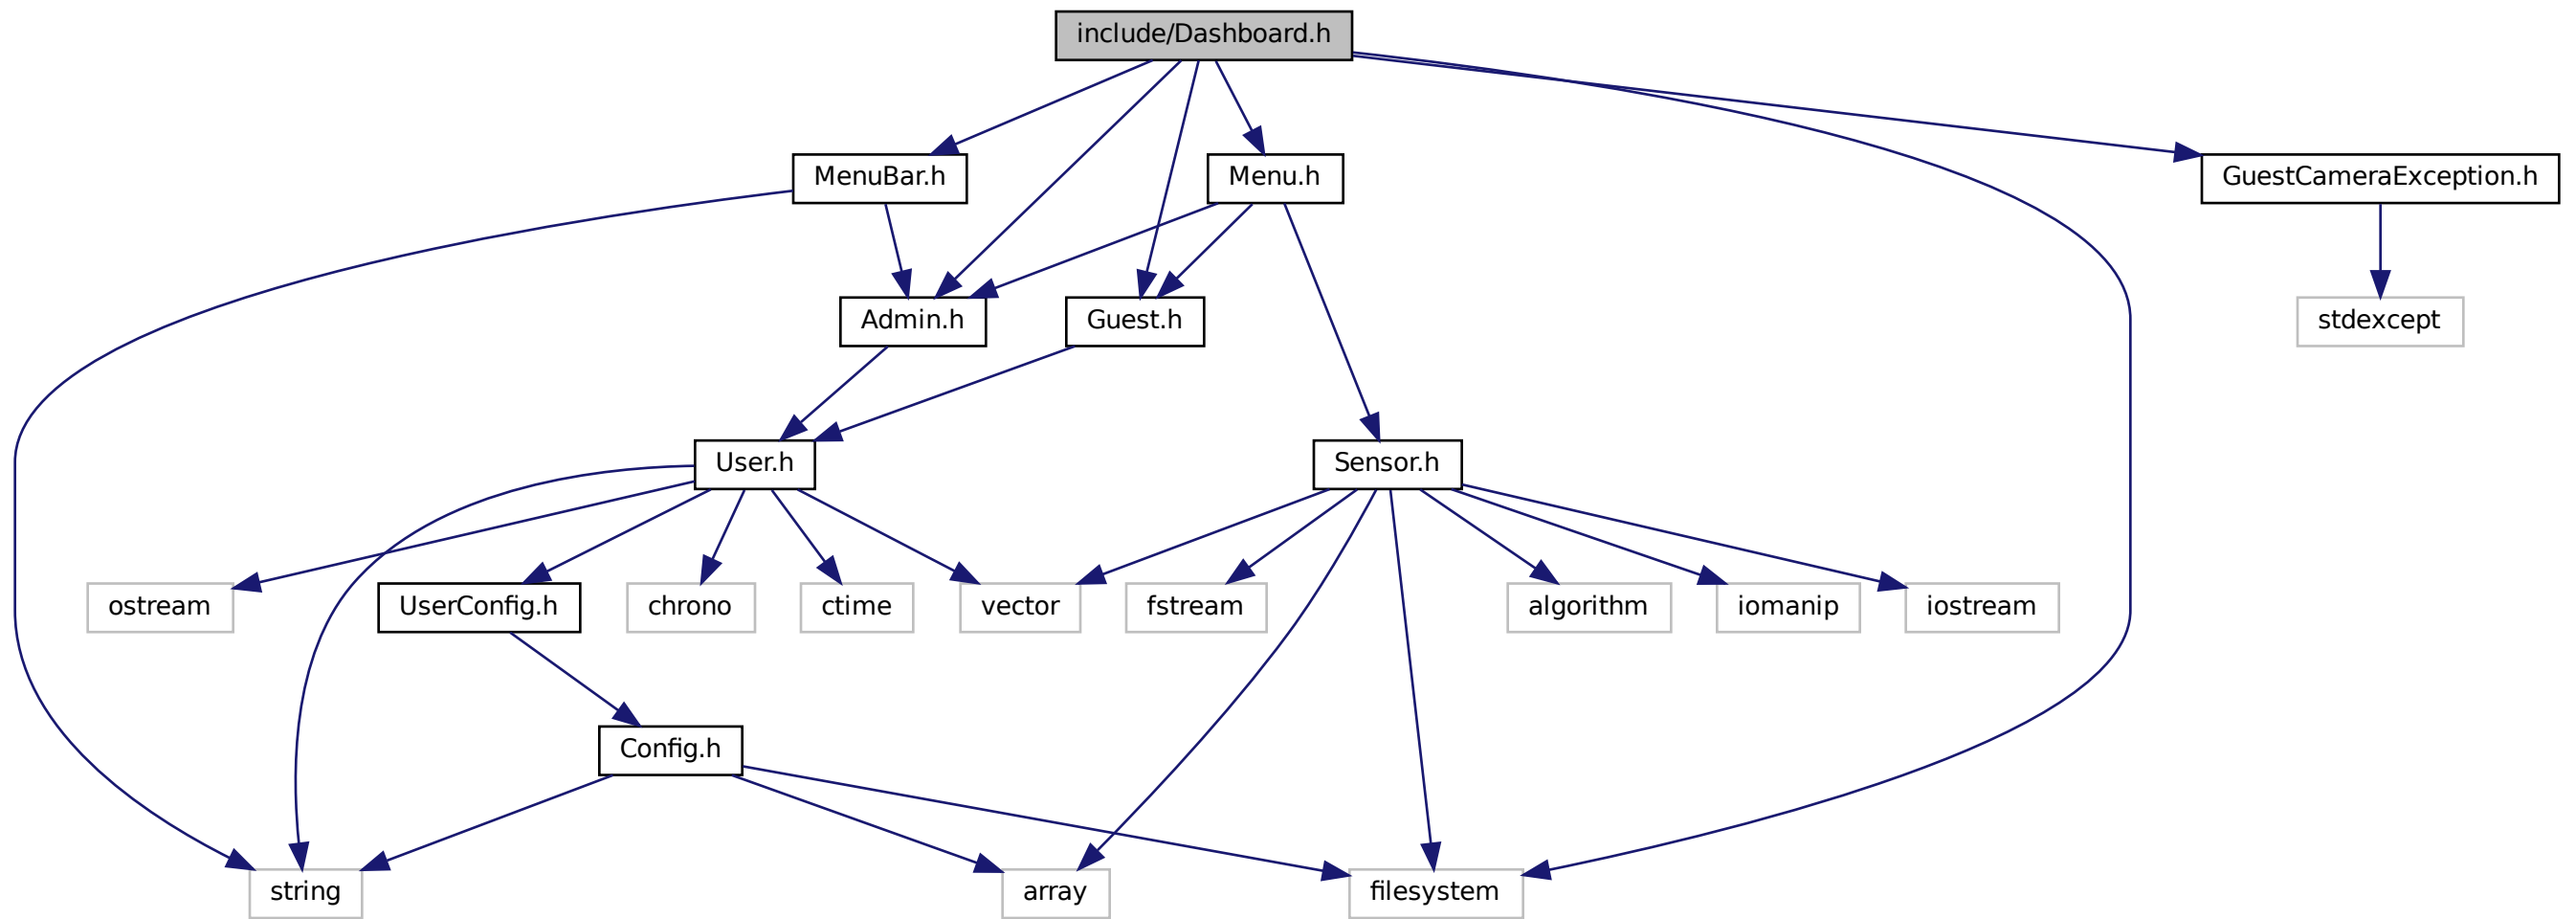 include/Dashboard.h
MenuBar.h
Menu.h
GuestCameraException.h
Admin.h
Guest.h
stdexcept
User.h
Sensor.h
ostream
UserConfig.h
chrono
ctime
vector
fstream
algorithm
iomanip
iostream
Config.h
string
array
filesystem